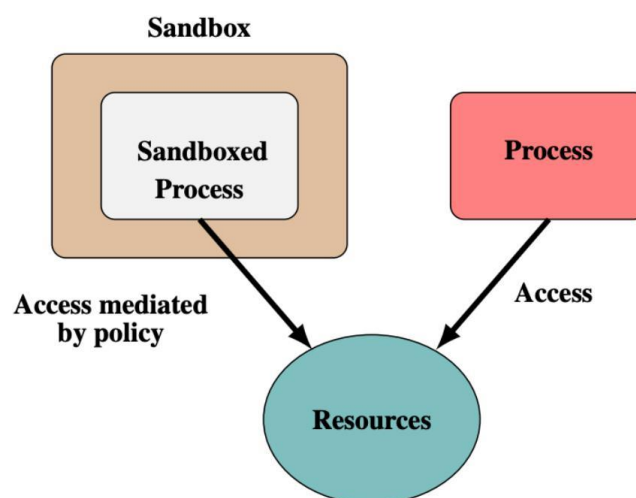 Sandbox
Sandboxed
Process
Process
Access mediated
by policy
Access
Resources